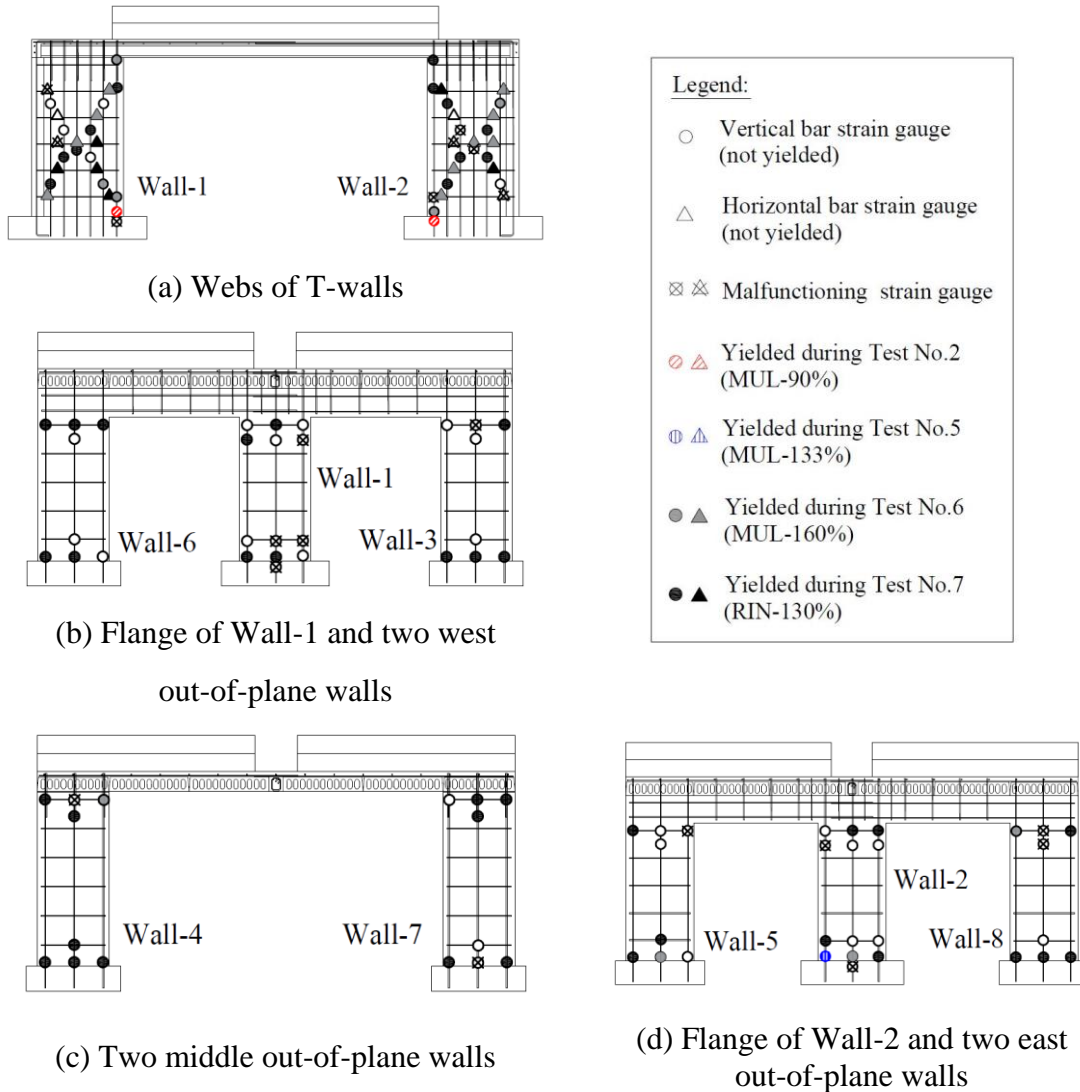 Wall-1
Wall-2
(a) Webs of T-walls
Legend:
Vertical bar strain gauge
(not yielded)
Horizontal bar strain gauge
(not yielded)
Malfunctioning strain gauge
Yielded during Test No.2
(MUL-90%)
Yielded during Test No.5
(MUL-133%)
Yielded during Test No.6
(MUL-160%)
Yielded during Test No.7
(RIN-130%)
Wall-1
Wall-6
Wall-3
(b) Flange of Wall-1 and two west
out-of-plane walls
Wall-4
Wall-7
(c) Two middle out-of-plane walls
Wall-2
Wall-5
Wall-8
(d) Flange of Wall-2 and two east
out-of-plane walls